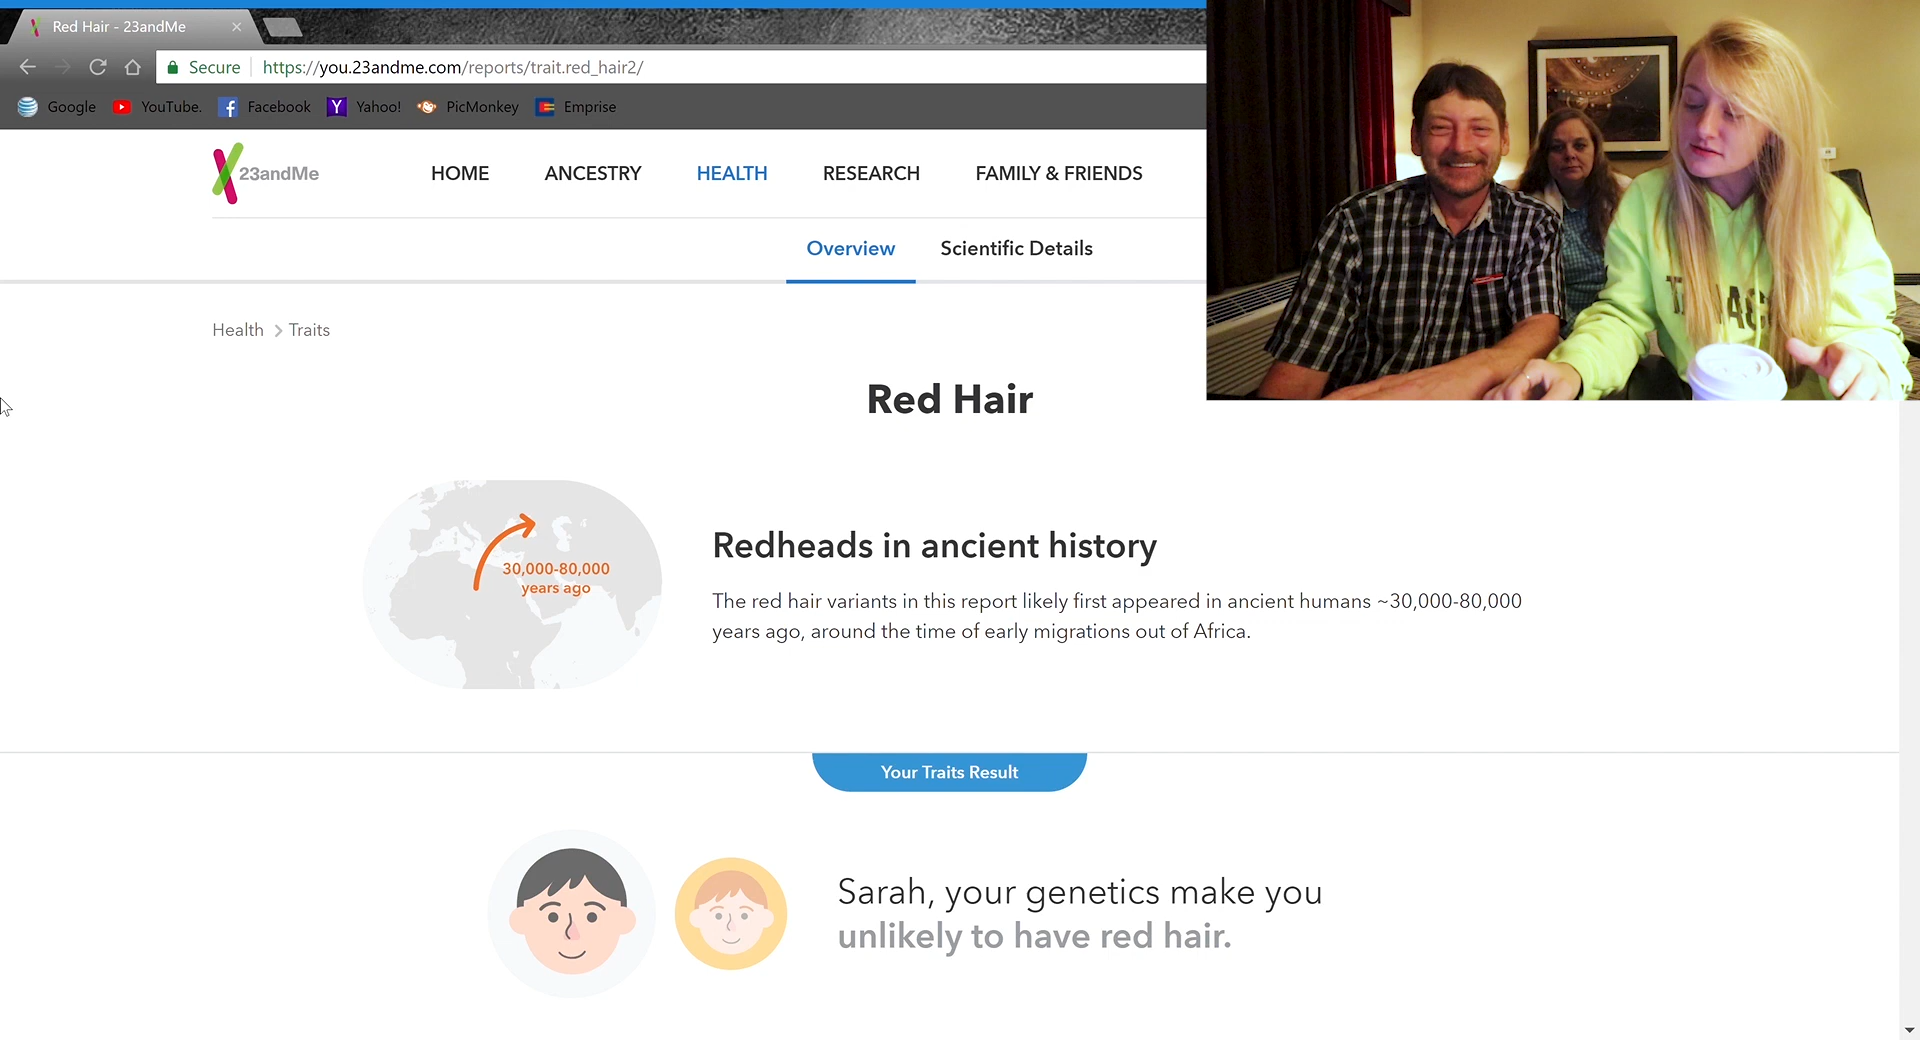 Red Hair - 23andMe
Secure https://you.23andme.com/reports/trait.red_hair2/
Google YouTube. Facebook Yahoo! PicMonkey Emprise
23andMe HOME ANCESTRY HEALTH RESEARCH FAMILY & FRIENDS
Overview Scientific Details
Health Traits
Red Hair
30,000-80,000
years ago
Redheads in ancient history
The red hair variants in this report likely first appeared in ancient humans ~30,000-80,000
years ago, around the time of early migrations out of Africa.
Your Traits Result
Sarah, your genetics make you
unlikely to have red hair.